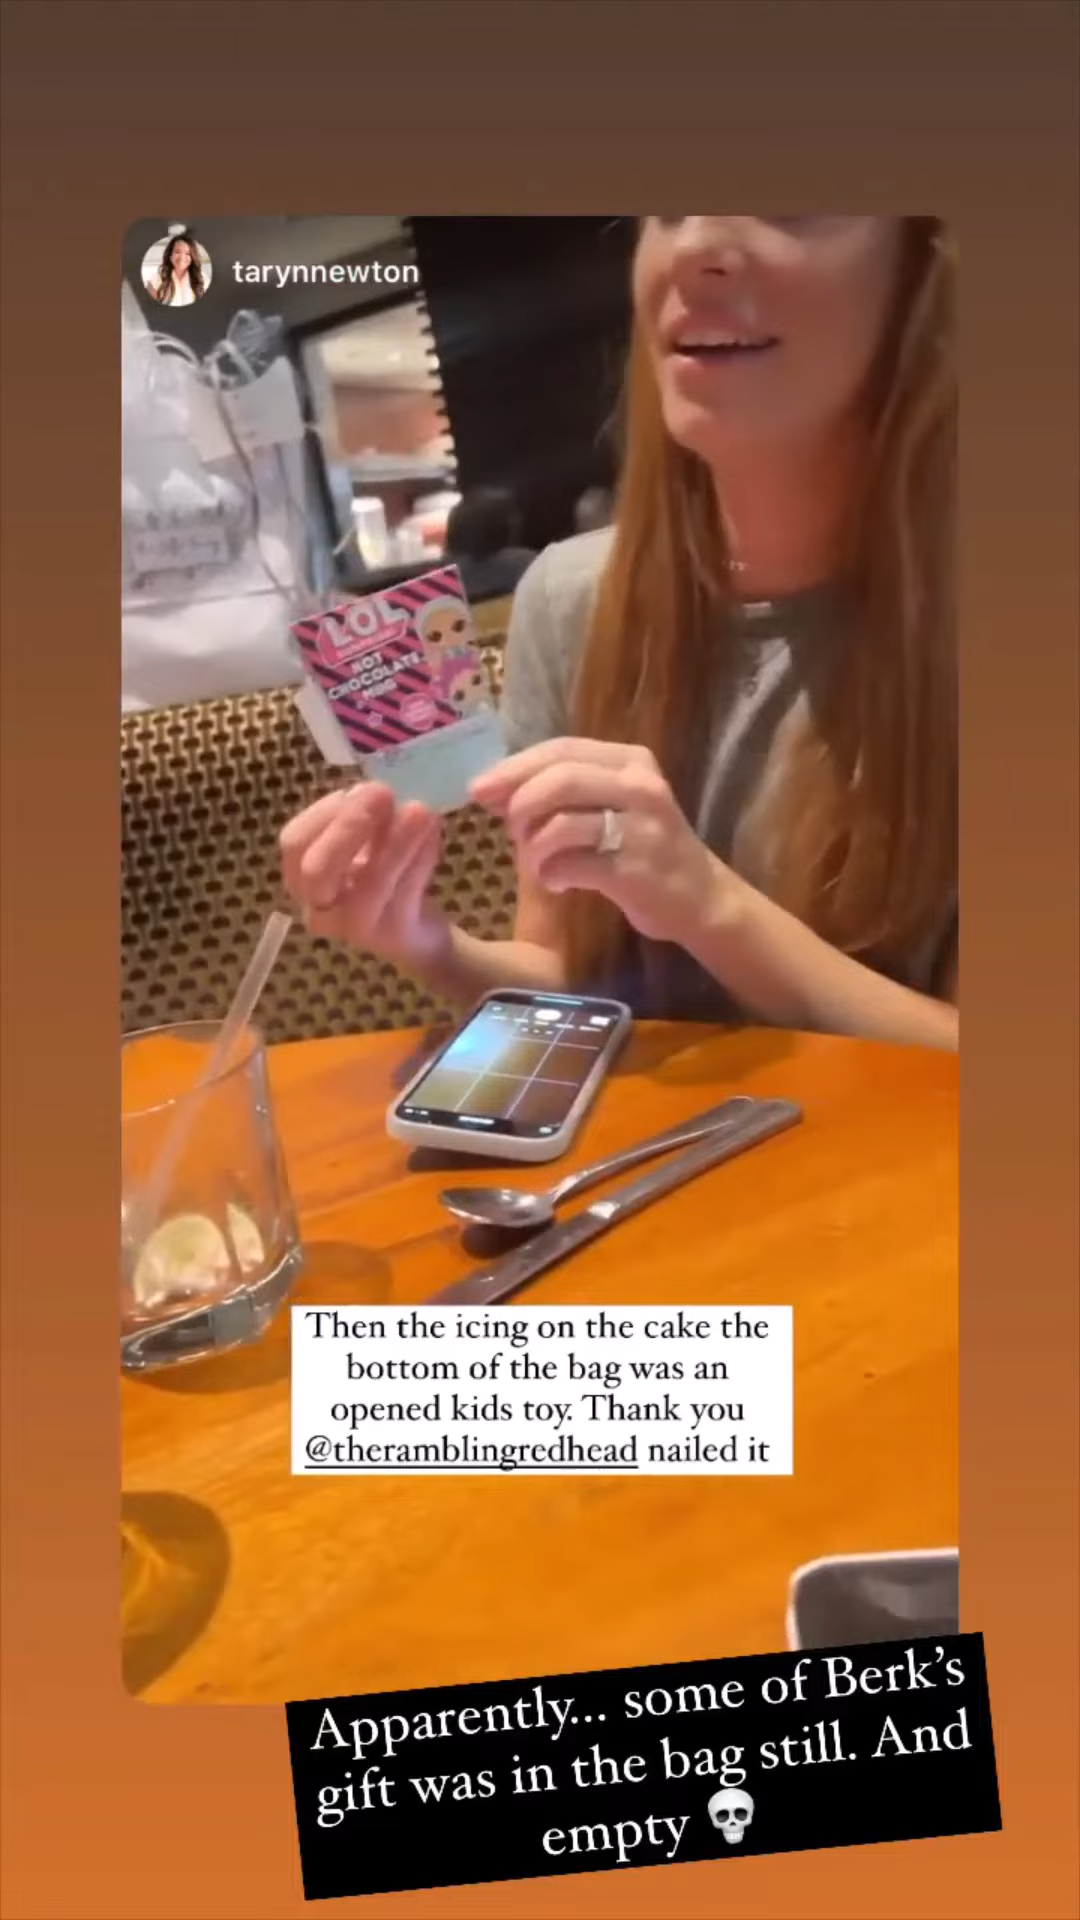 tarynnewton
LOL
HOT
CHOCOLATE
MUG
Then the icing on the cake the
bottom of the bag was an
opened kids toy. Thank you
@theramblingredhead nailed it
Apparently... some of Berk’s
gift was in the bag still. And
empty 💀